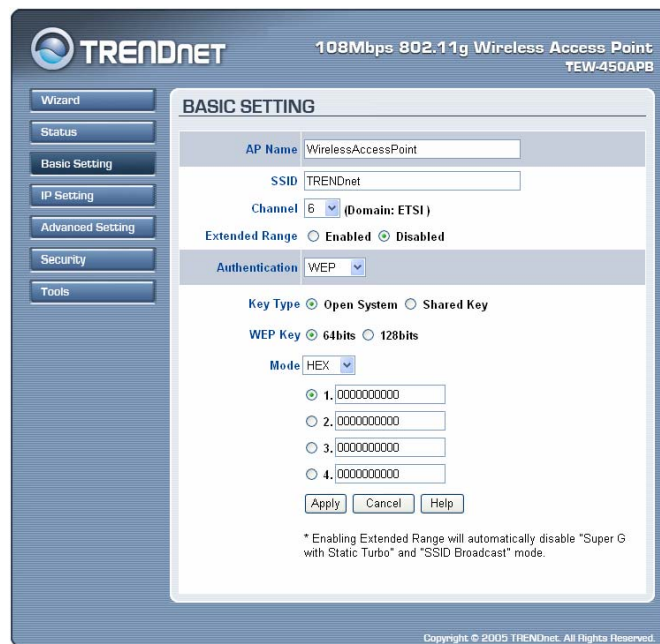 TRENDNET
108Mbps 802.11g Wireless Access Point
TEW-450APB
Wizard
Status
Basic Setting
IP Setting
Advanced Setting
Security
Tools
BASIC SETTING
AP Name WirelessAccessPoint
SSID TRENDnet
Channel 6 (Domain: ETSI )
Extended Range Enabled Disabled
Authentication WEP
Key Type Open System Shared Key
WEP Key 64bits 128bits
Mode HEX
1. 0000000000
2. 0000000000
3. 0000000000
4. 0000000000
Apply Cancel Help
* Enabling Extended Range will automatically disable "Super G
with Static Turbo" and "SSID Broadcast" mode.
Copyright © 2005 TRENDnet. All Rights Reserved.